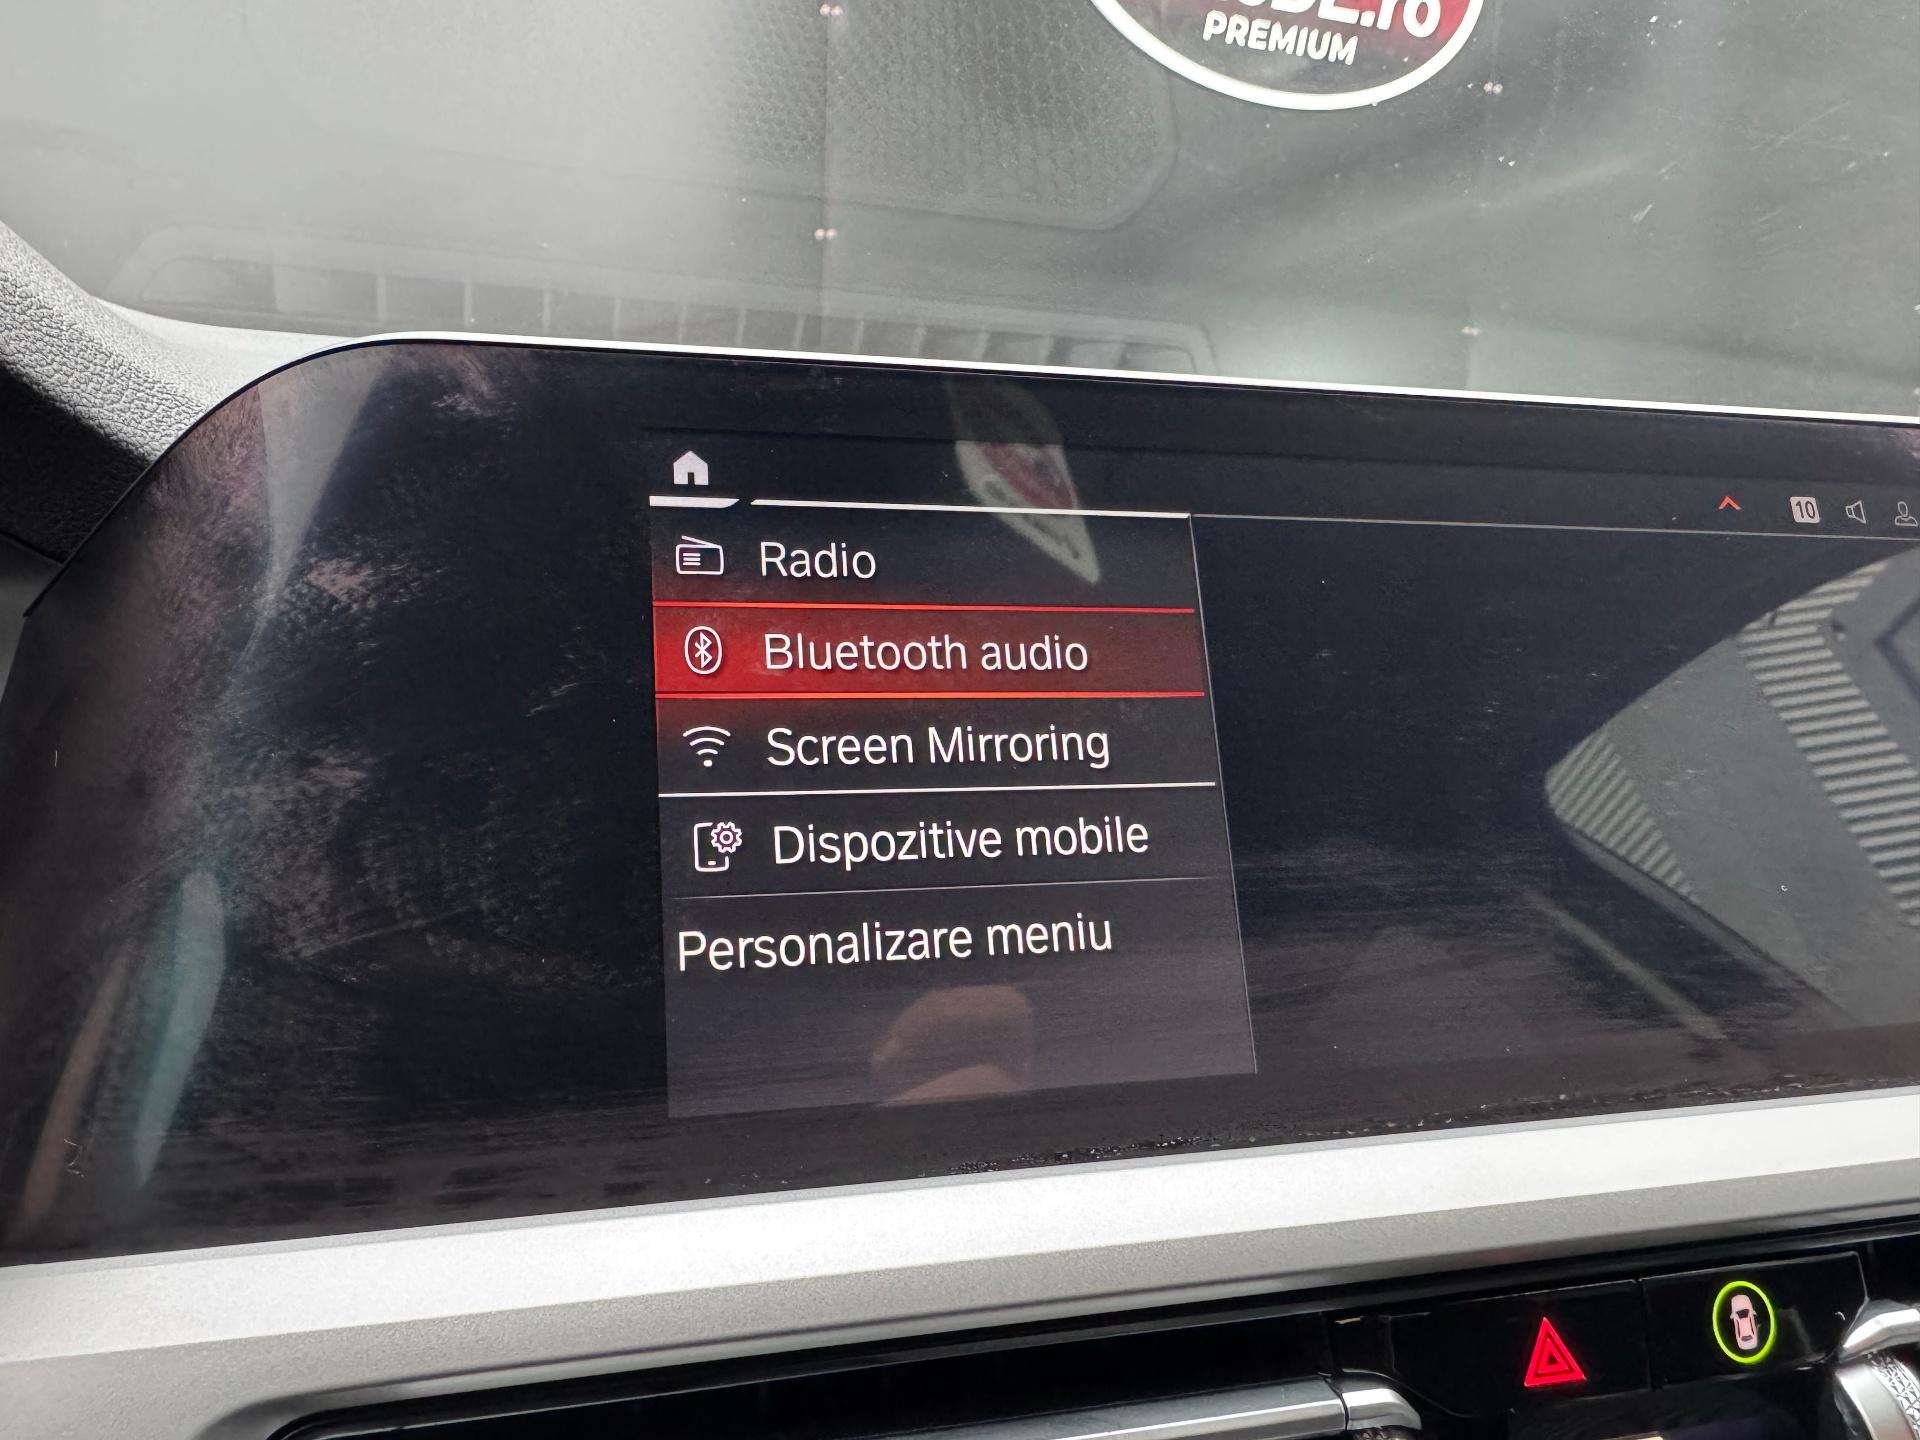 PREMIUM
10
Radio
Bluetooth audio
Screen Mirroring
Dispozitive mobile
Personalizare meniu